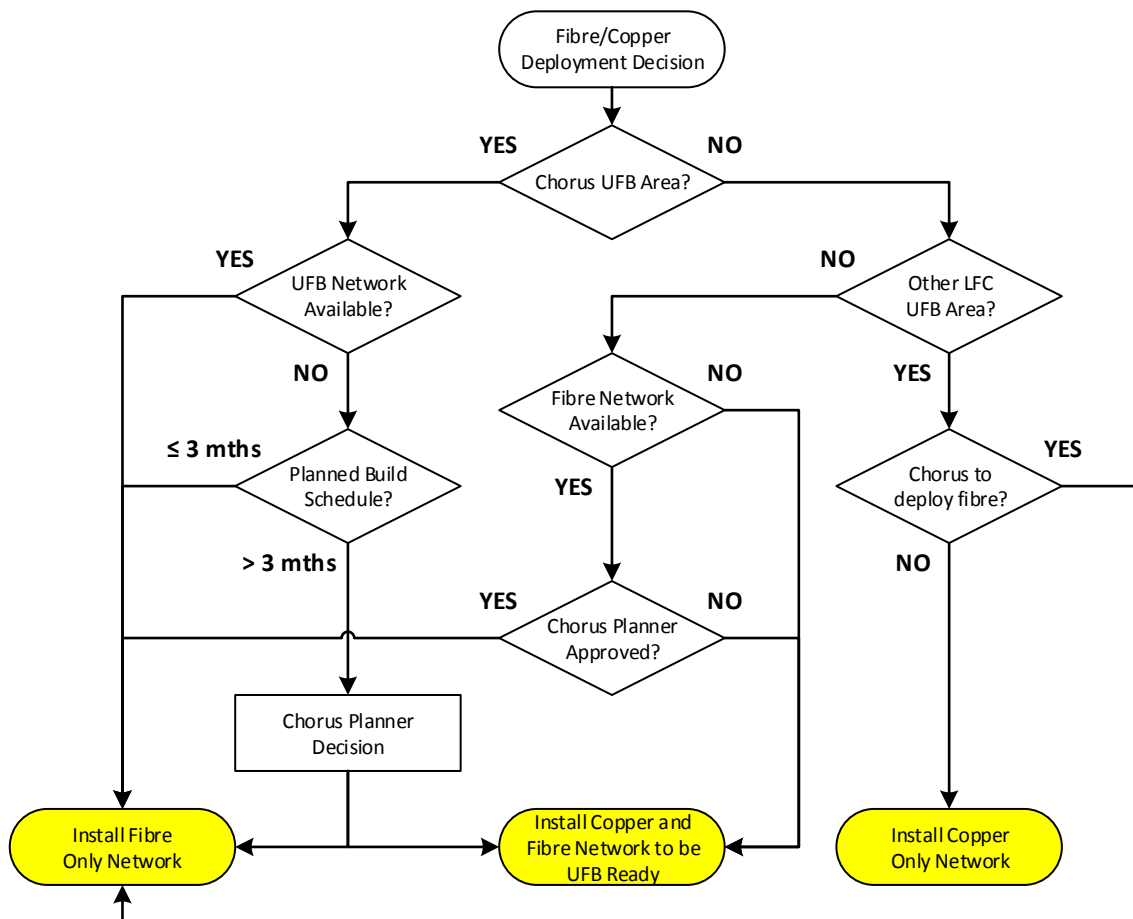 Fibre/Copper
Deployment Decision
YES
NO
Chorus UFB Area?
YES
UFB Network
Available?
NO
Other LFC
UFB Area?
NO
Fibre Network
Available?
NO
YES
≤ 3 mths
Planned Build
Schedule?
YES
Chorus to
deploy fibre?
YES
> 3 mths
NO
YES
Chorus Planner
Approved?
NO
Chorus Planner
Decision
Install Fibre
Only Network
Install Copper and
Fibre Network to be
UFB Ready
Install Copper
Only Network